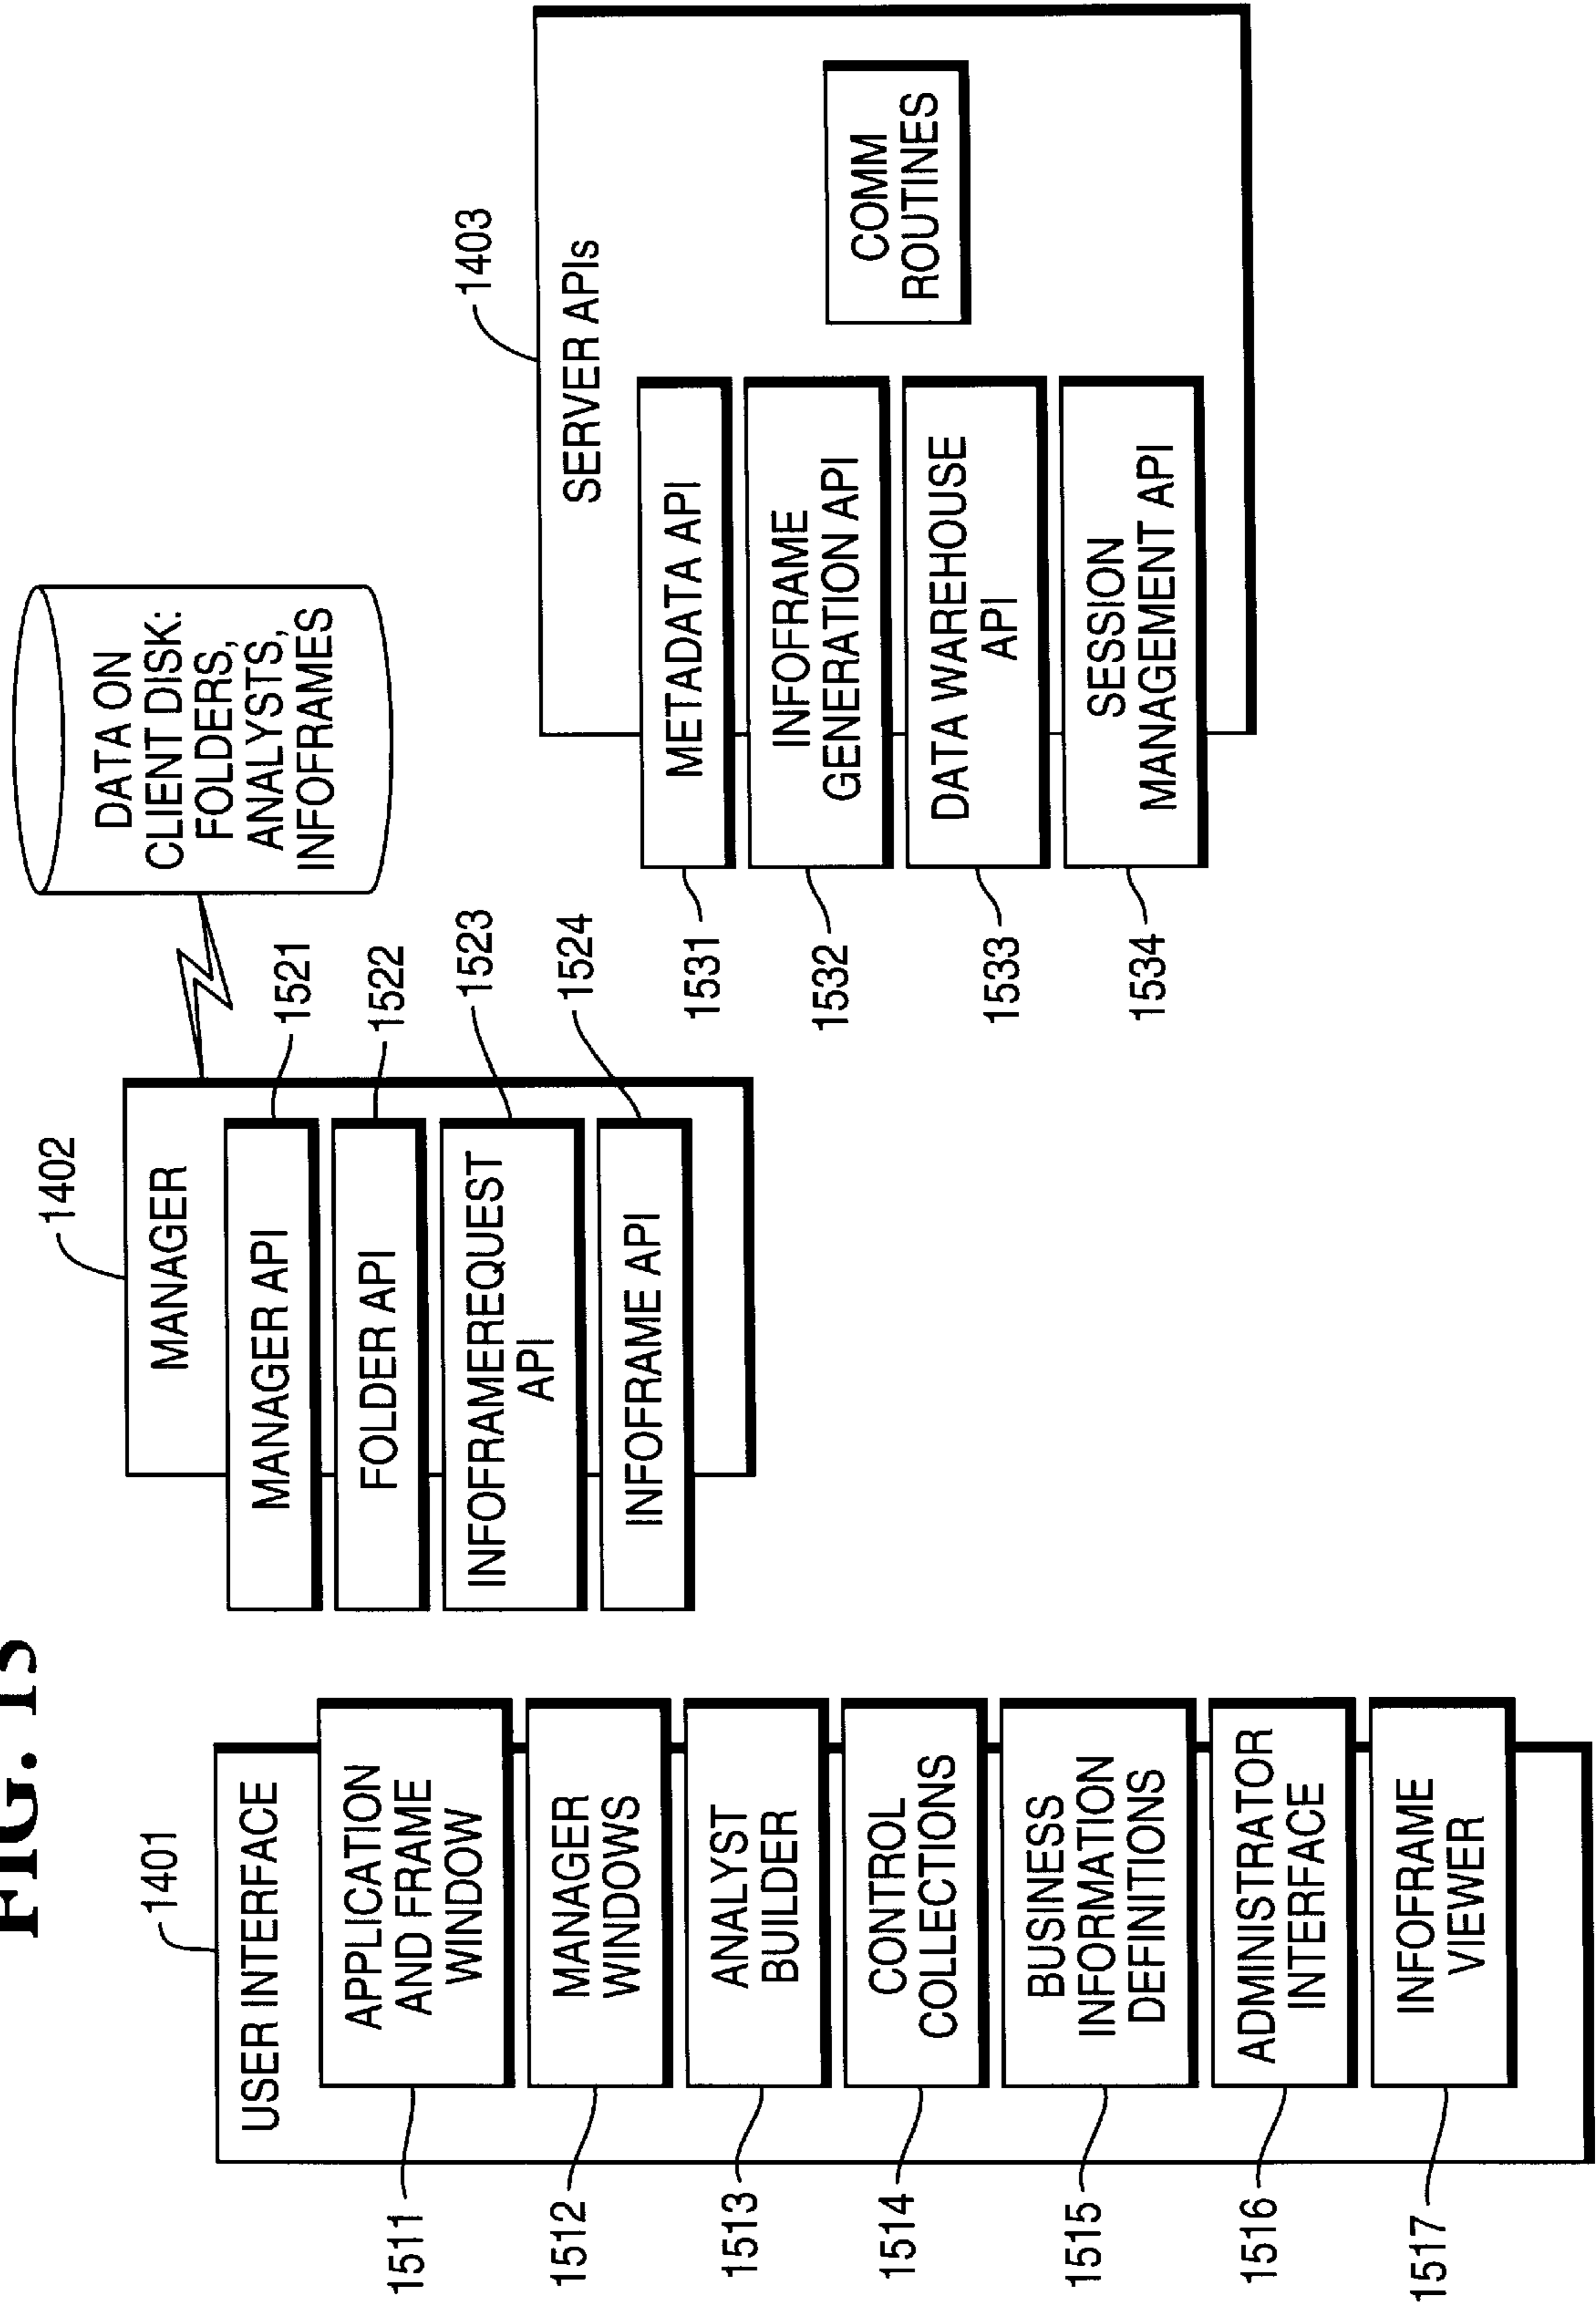 FIG. 15
1401
USER INTERFACE
APPLICATION
AND FRAME
WINDOW
1511
MANAGER
WINDOWS
1512
ANALYST
BUILDER
1513
CONTROL
COLLECTIONS
1514
BUSINESS
INFORMATION
DEFINITIONS
1515
ADMINISTRATOR
INTERFACE
1516
INFOFRAME
VIEWER
1517
1402
MANAGER
MANAGER API
1521
FOLDER API
1522
INFOFRAMEREQUEST
API
1523
INFOFRAME API
1524
DATA ON
CLIENT DISK:
FOLDERS,
ANALYSTS,
INFOFRAMES
1403
SERVER APIs
METADATA API
1531
INFOFRAME
GENERATION API
1532
DATA WAREHOUSE
API
1533
SESSION
MANAGEMENT API
1534
COMM
ROUTINES